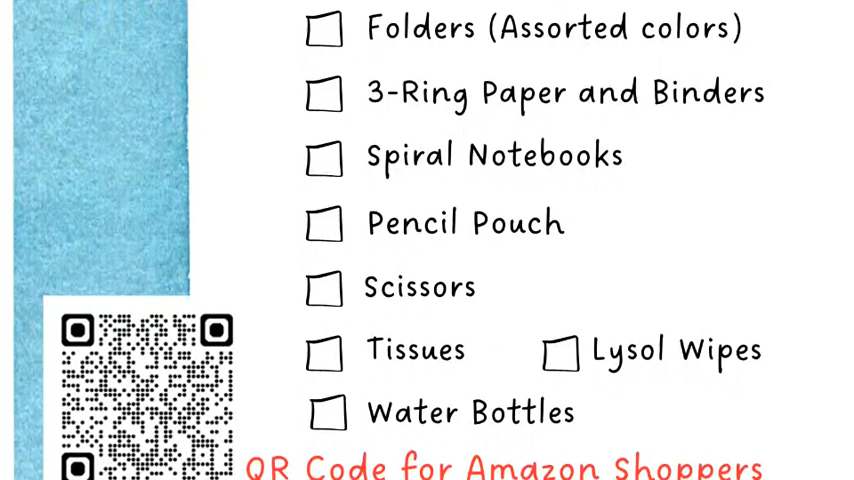 Folders (Assorted colors)
3-Ring Paper and Binders
Spiral Notebooks
Pencil Pouch
Scissors
Tissues Lysol Wipes
Water Bottles
QR Code for Amazon Shoppers